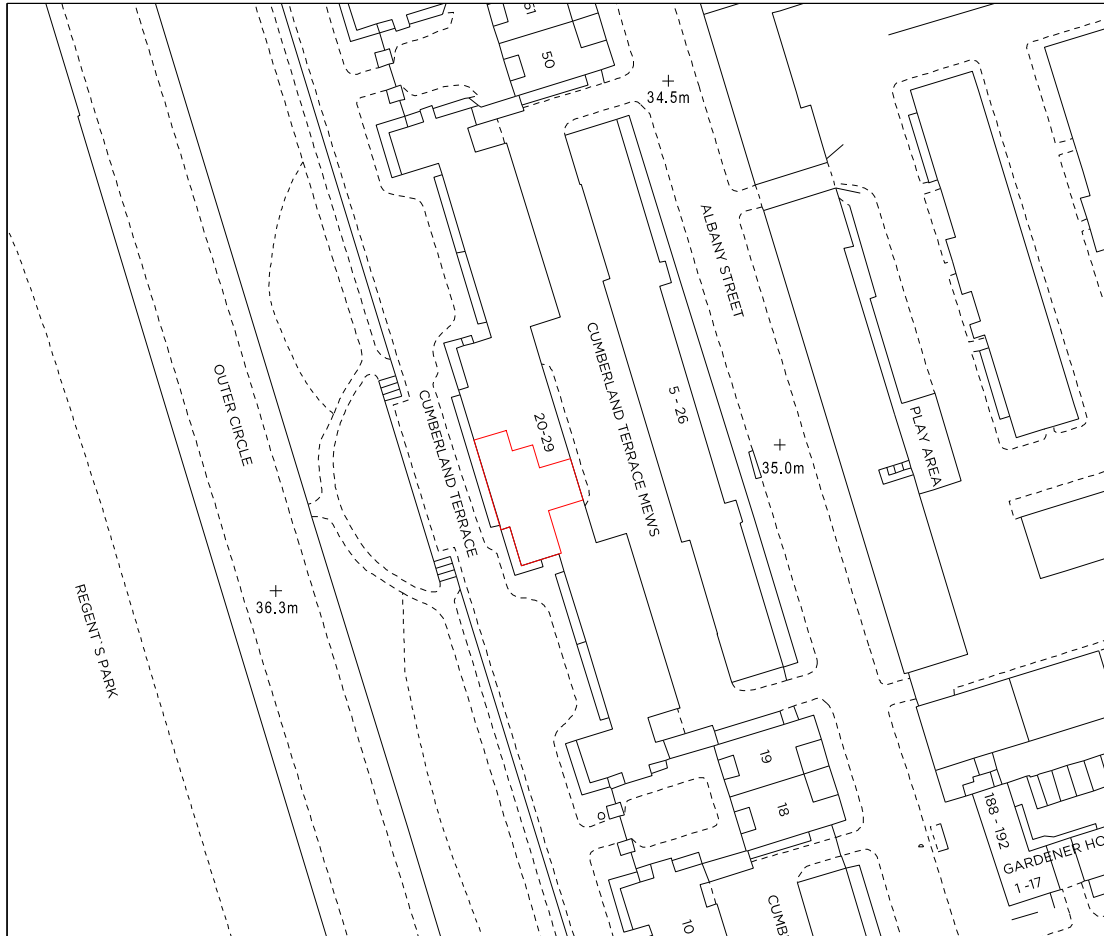 51
50
34.5m
ALBANY STREET
OUTER CIRCLE
CUMBERLAND TERRACE
20-29
CUMBERLAND TERRACE MEWS
5 - 26
PLAY AREA
35.0m
36.3m
REGENT`S PARK
19
18
188 - 192
GARDENER HO
1 -17
10
CUMB